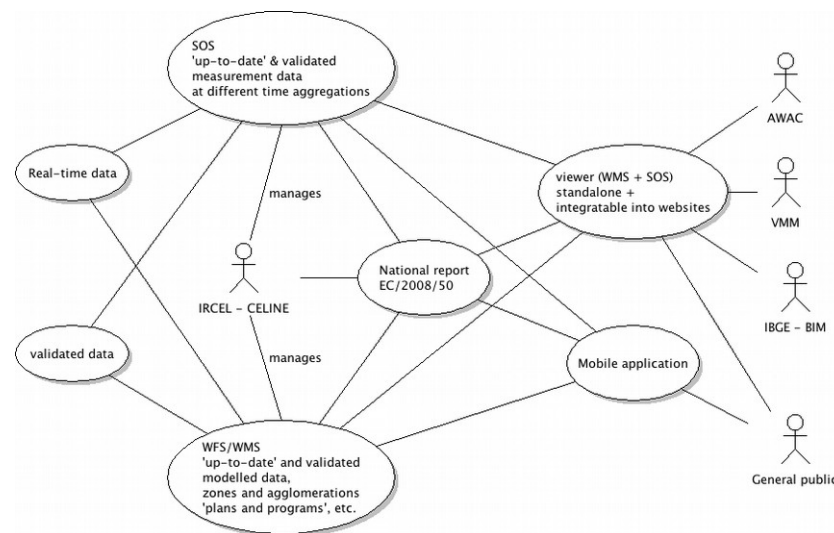 SOS
'up-to-date' & validated
measurement data
at different time aggregations
AWAC
Real-time data
viewer (WMS + SOS)
standalone +
integratable into websites
manages
VMM
National report
EC/2008/50
IRCEL - CELINE
IBGE - BIM
validated data
manages
Mobile application
WFS/WMS
'up-to-date' and validated
modelled data,
zones and agglomerations
'plans and programs', etc.
General public